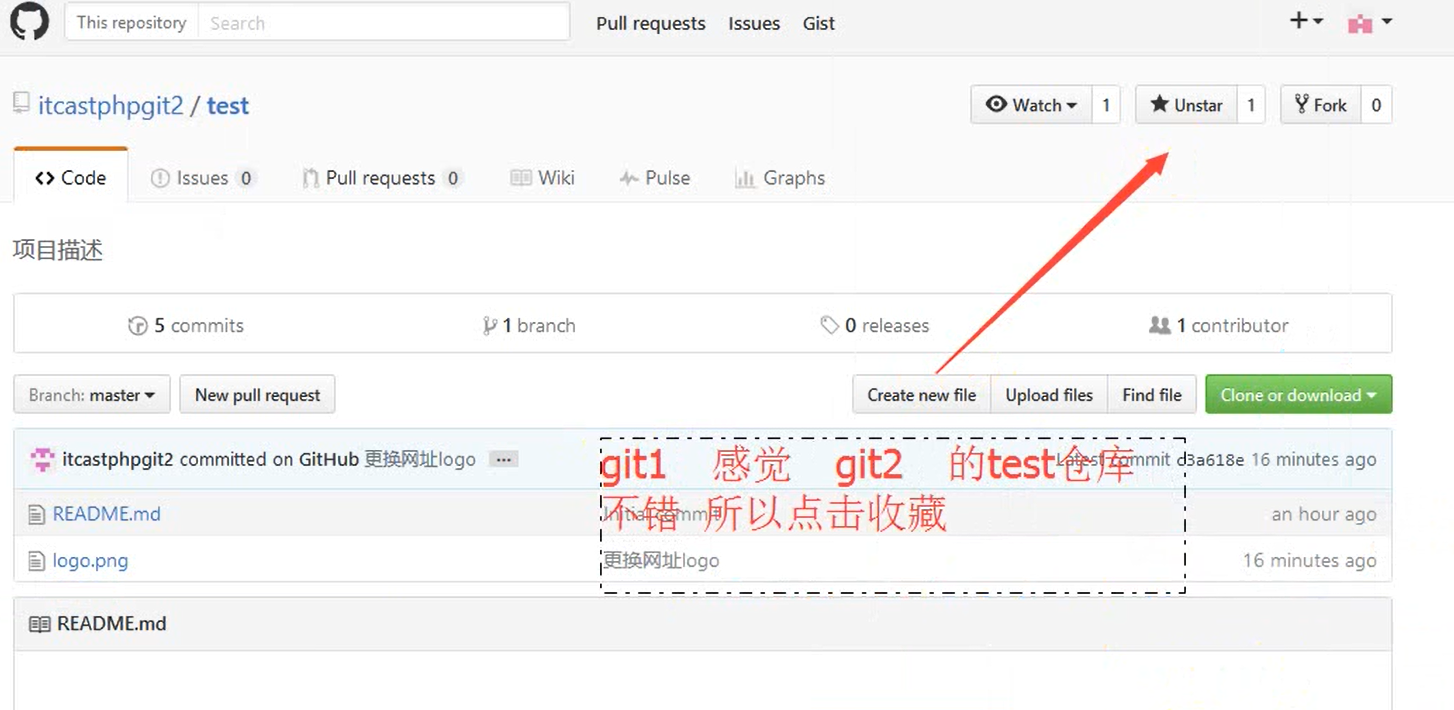 This repository Search Pull requests Issues Gist
itcastphpgit2 / test Watch 1 Unstar 1 Fork 0
Code Issues 0 Pull requests 0 Wiki Pulse Graphs
项目描述
5 commits 1 branch 0 releases 1 contributor
Branch: master New pull request Create new file Upload files Find file Clone or download
itcastphpgit2 committed on GitHub 更换网址logo ... Latest commit c3a618e 16 minutes ago
git1 感觉 git2 的test仓库
不错 所以点击收藏
README.md Initial commit an hour ago
logo.png 更换网址logo 16 minutes ago
README.md